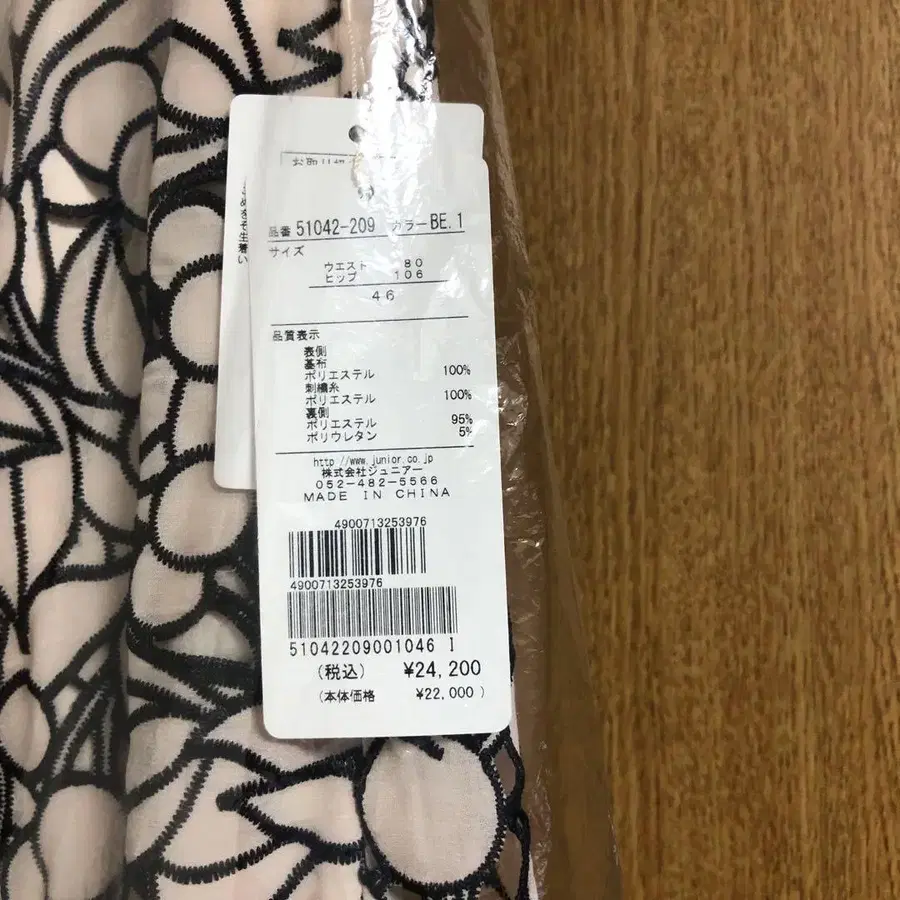 品番 51042-209 カラー BE.1
サイズ
ウエスト 80
ヒップ 106
46
品質表示
表側
基布
ポリエステル 100%
刺繍糸
ポリエステル 100%
裏側
ポリエステル 95%
ポリウレタン 5%
http //www.junior.co.jp
株式会社ジュニアー
052-482-5566
MADE IN CHINA
4900713253976
4900713253976
51042209001046 I
(税込) ¥24,200
(本体価格 ¥22,000 )